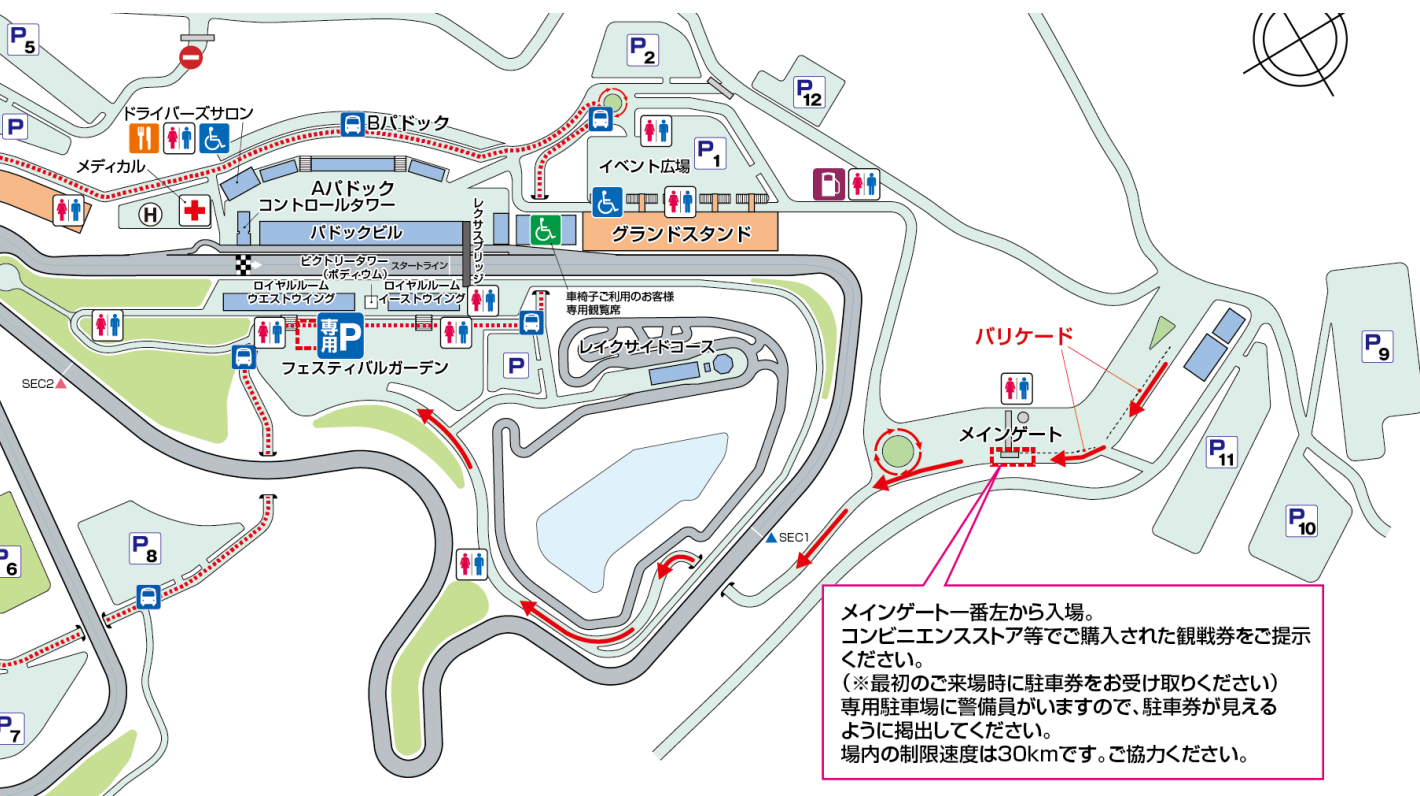 P5
P2
P12
P
ドライバーズサロン
Bパドック
P1
メディカル
イベント広場
Aパドック
コントロールタワー
H
パドックビル
レクサスブリッジ
グランドスタンド
ビクトリータワー
(ポディウム)
スタートライン
ロイヤルルーム
ウエストウイング
ロイヤルルーム
イーストウイング
車椅子ご利用のお客様
専用観覧席
専用P
フェスティバルガーデン
P
レイクサイドコース
バリケード
P9
SEC2
メインゲート
P11
P10
SEC1
P8
P6
P7
メインゲート一番左から入場。
コンビニエンスストア等でご購入された観戦券をご提示
ください。
(※最初のご来場時に駐車券をお受け取りください)
専用駐車場に警備員がいますので、駐車券が見える
ように掲出してください。
場内の制限速度は30kmです。ご協力ください。